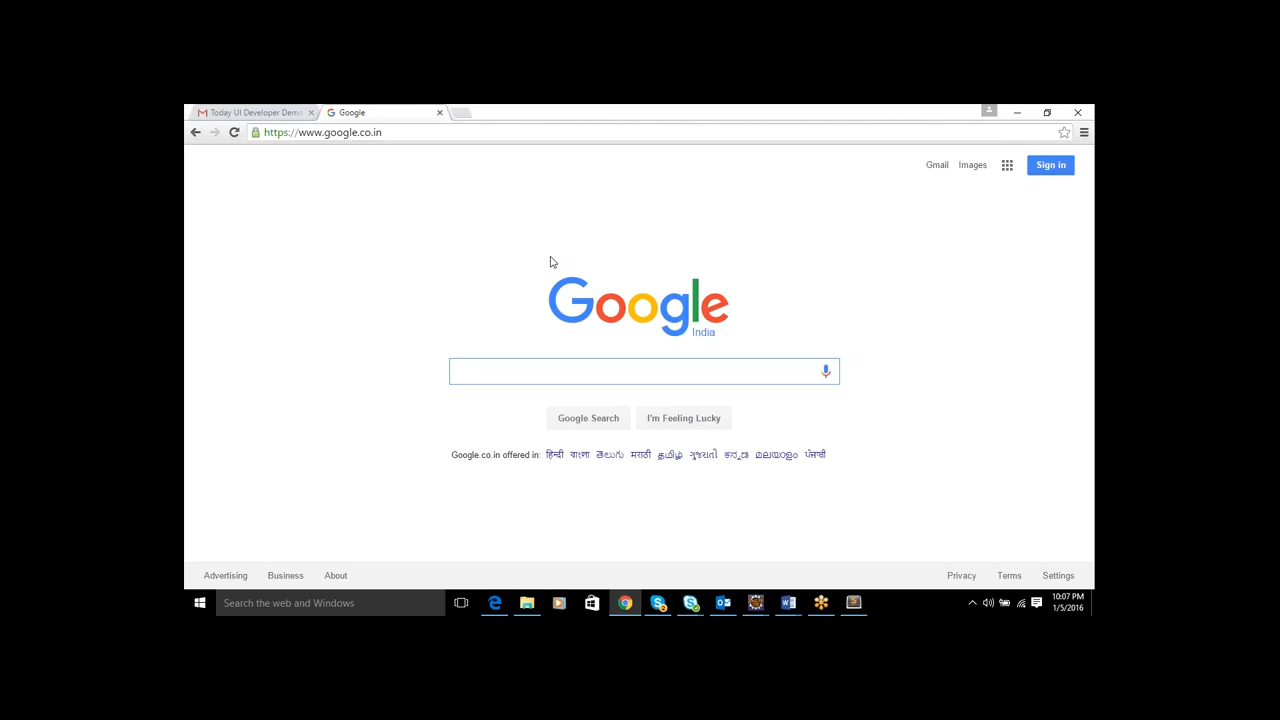 Today UI Developer Demo
Google
https://www.google.co.in
Gmail Images Sign in
Google
India
Google Search I'm Feeling Lucky
Google.co.in offered in: हिन्दी বাংলা తెలుగు मराठी தமிழ் ગુજરાતી ಕನ್ನಡ മലയാളം ਪੰਜਾਬੀ
Advertising Business About Privacy Terms Settings
Search the web and Windows
10:07 PM
1/5/2016